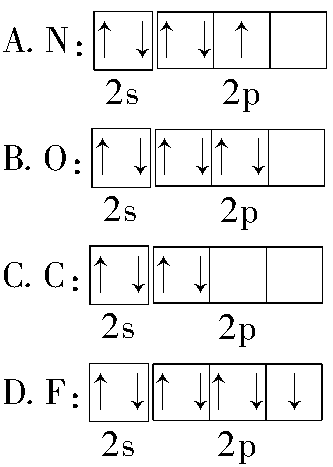 A. N: ↑ ↓ ↑ ↓ ↑
2s 2p
B. O: ↑ ↓ ↑ ↓ ↑ ↓
2s 2p
C. C: ↑ ↓ ↑ ↓
2s 2p
D. F: ↑ ↓ ↑ ↓ ↑ ↓ ↓
2s 2p